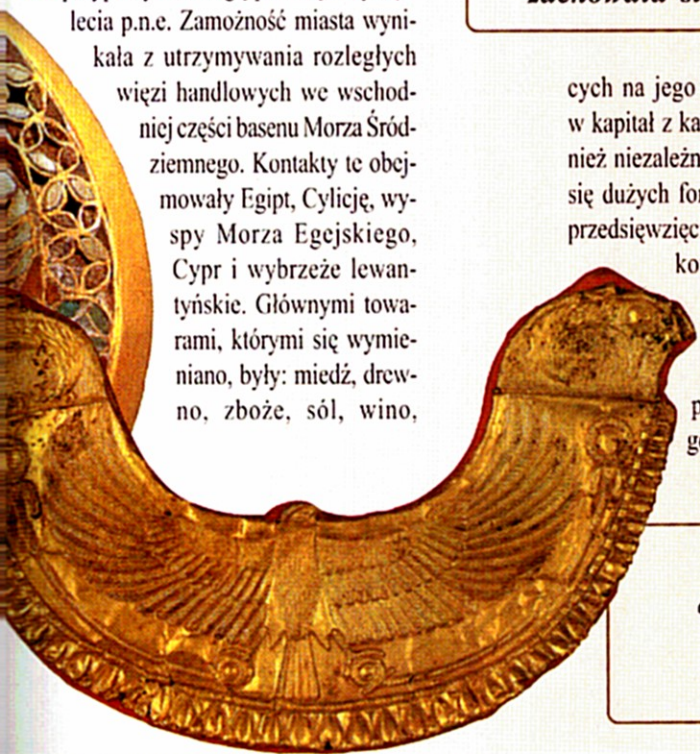 lecia p.n.e. Zamożność miasta wyni-
kała z utrzymywania rozległych
więzi handlowych we wschod-
niej części basenu Morza Śród-
ziemnego. Kontakty te obej-
mowały Egipt, Cylicję, wy-
spy Morza Egejskiego,
Cypr i wybrzeże lewan-
tyńskie. Głównymi towa-
rami, którymi się wymie-
niano, były: miedź, drew-
no, zboże, sól, wino,
cych na jego
w kapitał z ka
nież niezależn
się dużych fo
przedsięwzięc
ko